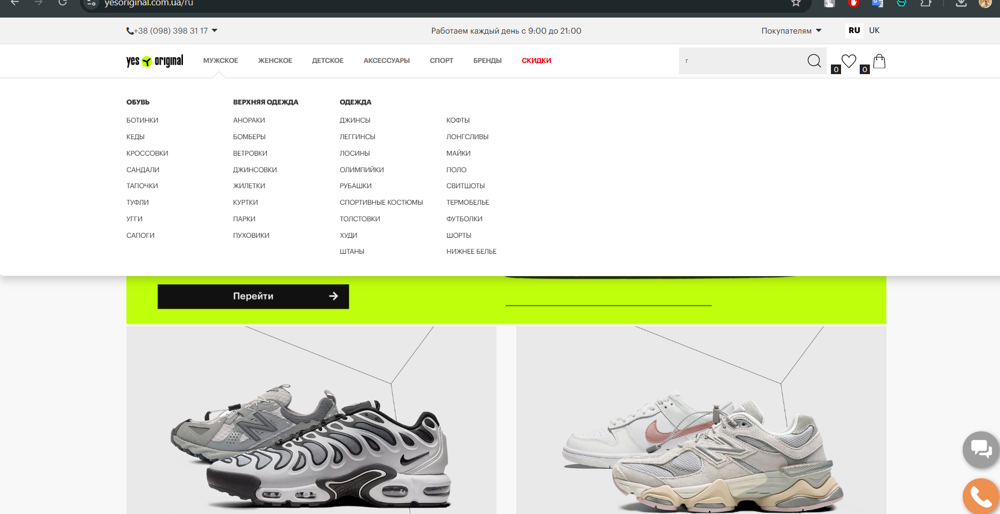 yesoriginal.com.ua/ru
+38 (098) 398 31 17
Работаем каждый день с 9:00 до 21:00
Покупателям
RU UK
yes original
МУЖСКОЕ ЖЕНСКОЕ ДЕТСКОЕ АКСЕССУАРЫ СПОРТ БРЕНДЫ СКИДКИ
г
0
0
ОБУВЬ
БОТИНКИ
КЕДЫ
КРОССОВКИ
САНДАЛИ
ТАПОЧКИ
ТУФЛИ
УГГИ
САПОГИ
ВЕРХНЯЯ ОДЕЖДА
АНОРАКИ
БОМБЕРЫ
ВЕТРОВКИ
ДЖИНСОВКИ
ЖИЛЕТКИ
КУРТКИ
ПАРКИ
ПУХОВИКИ
ОДЕЖДА
ДЖИНСЫ
ЛЕГГИНСЫ
ЛОСИНЫ
ОЛИМПИЙКИ
РУБАШКИ
СПОРТИВНЫЕ КОСТЮМЫ
ТОЛСТОВКИ
ХУДИ
ШТАНЫ
КОФТЫ
ЛОНГСЛИВЫ
МАЙКИ
ПОЛО
СВИТШОТЫ
ТЕРМОБЕЛЬЕ
ФУТБОЛКИ
ШОРТЫ
НИЖНЕЕ БЕЛЬЕ
Перейти